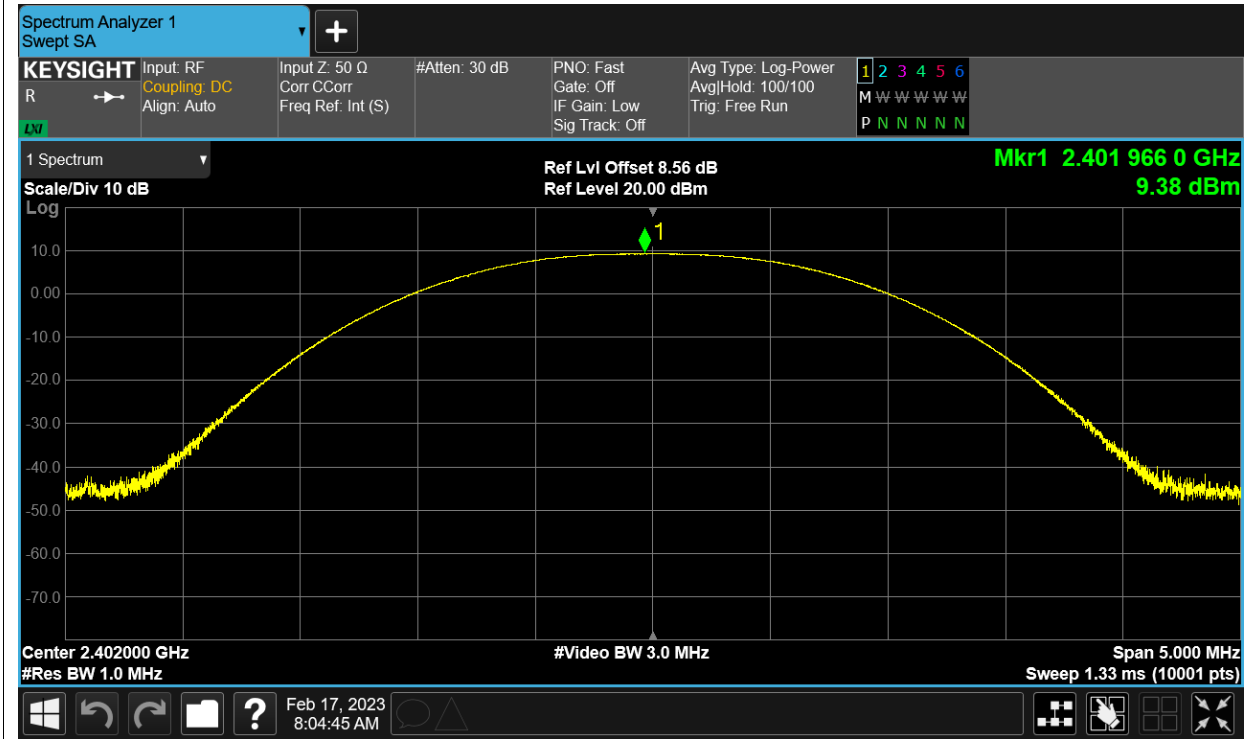 Spectrum Analyzer 1
Swept SA
KEYSIGHT
R
LXI
Input: RF
Coupling: DC
Align: Auto
Input Z: 50 Ω
Corr CCorr
Freq Ref: Int (S)
#Atten: 30 dB
PNO: Fast
Gate: Off
IF Gain: Low
Sig Track: Off
Avg Type: Log-Power
Avg|Hold: 100/100
Trig: Free Run
1 2 3 4 5 6
M W W W W W
P N N N N N
1 Spectrum
Scale/Div 10 dB
Log
Ref Lvl Offset 8.56 dB
Ref Level 20.00 dBm
Mkr1 2.401 966 0 GHz
9.38 dBm
1
10.0
0.00
-10.0
-20.0
-30.0
-40.0
-50.0
-60.0
-70.0
Center 2.402000 GHz
#Video BW 3.0 MHz
Span 5.000 MHz
#Res BW 1.0 MHz
Sweep 1.33 ms (10001 pts)
?
Feb 17, 2023
8:04:45 AM